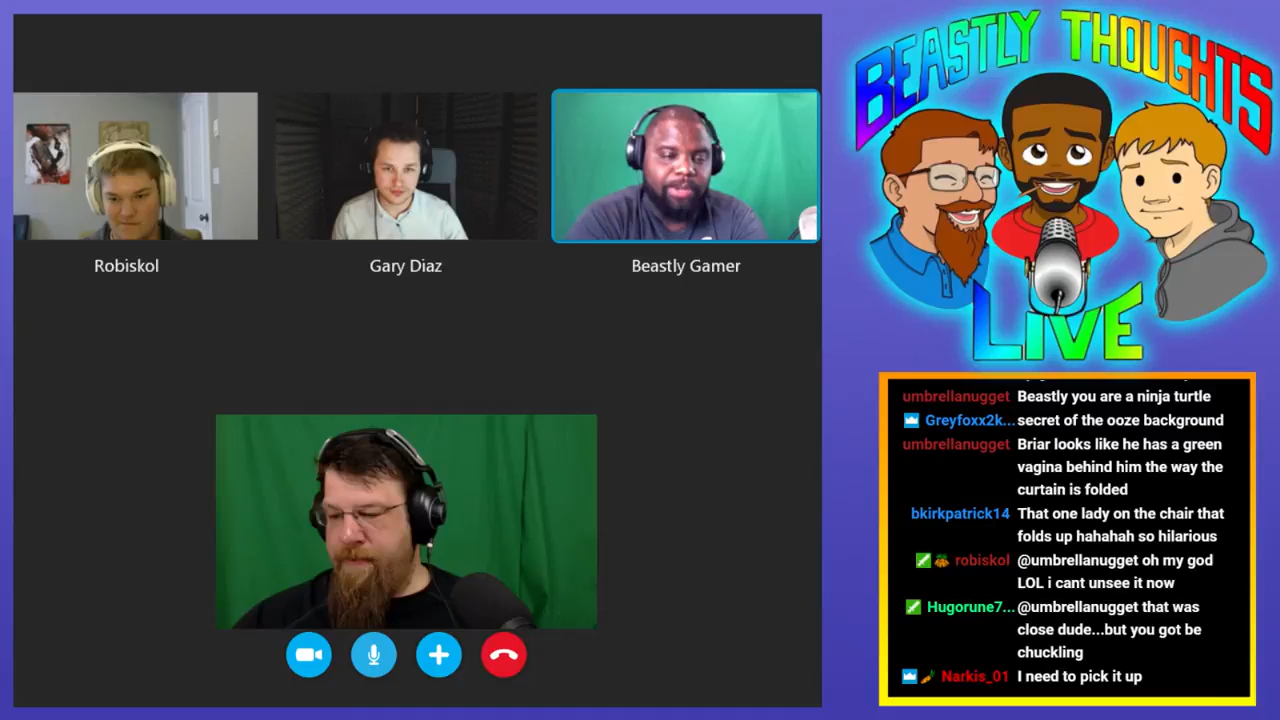 BEASTLY THOUGHTS
LIVE
Robiskol
Gary Diaz
Beastly Gamer
umbrellanugget Beastly you are a ninja turtle
Greyfoxx2k... secret of the ooze background
umbrellanugget Briar looks like he has a green
vagina behind him the way the
curtain is folded
bkirkpatrick14 That one lady on the chair that
folds up hahahah so hilarious
robiskol @umbrellanugget oh my god
LOL i cant unsee it now
Hugorune7... @umbrellanugget that was
close dude...but you got be
chuckling
Narkis_01 I need to pick it up